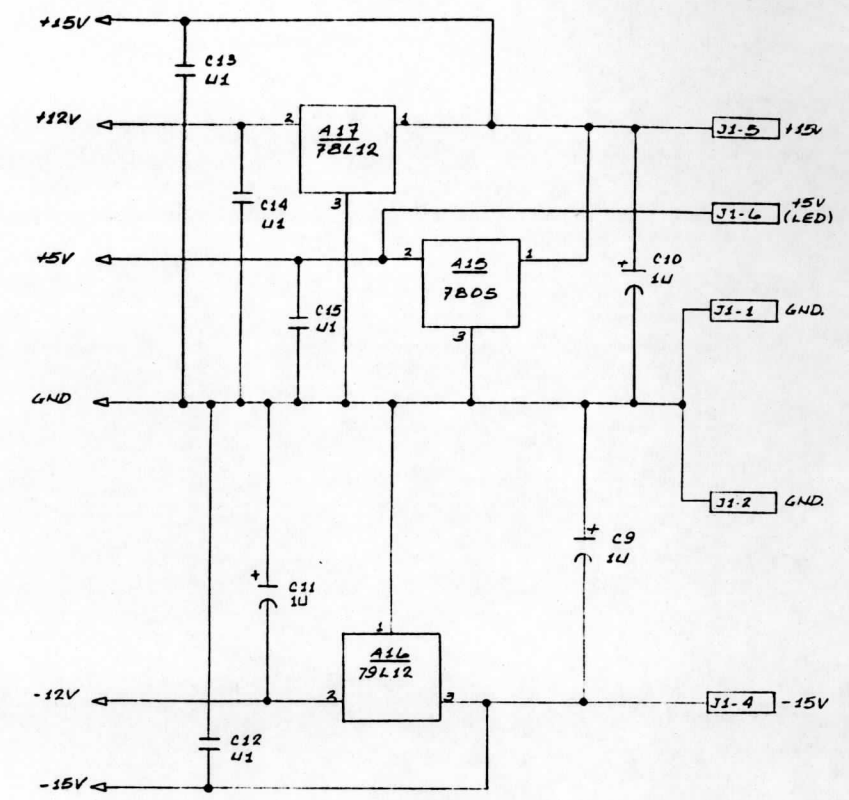 +15V
C13
U1
+12V
2
A17
78L12
1
3
J1-5 +15V
C14
U1
J1-6 +5V
(LED)
+5V
2
A15
7805
1
3
+ C10
1U
C15
U1
J1-1 GND.
GND
J1-2 GND.
+ C9
1U
+ C11
1U
1
A16
79L12
-12V
2
3
J1-4 -15V
C12
U1
-15V